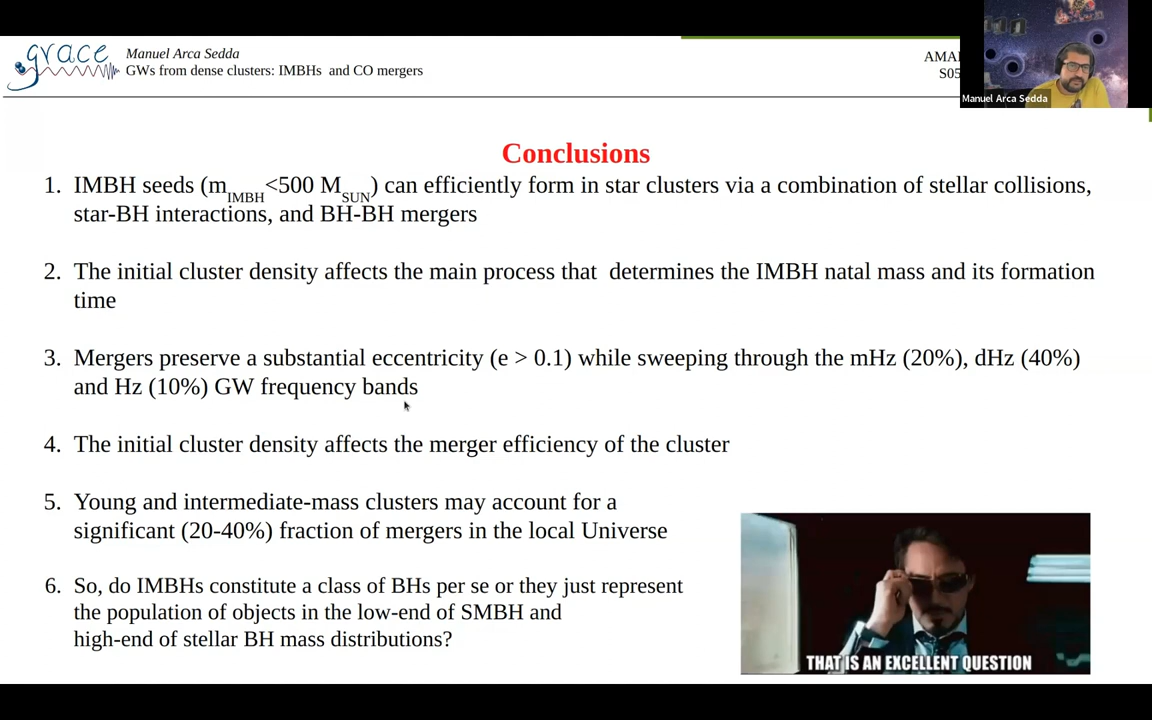 grace
Manuel Arca Sedda
GWs from dense clusters: IMBHs and CO mergers
AMA
S05
Manuel Arca Sedda
Conclusions
1. IMBH seeds (mIMBH<500 MSUN) can efficiently form in star clusters via a combination of stellar collisions,
star-BH interactions, and BH-BH mergers
2. The initial cluster density affects the main process that determines the IMBH natal mass and its formation
time
3. Mergers preserve a substantial eccentricity (e > 0.1) while sweeping through the mHz (20%), dHz (40%)
and Hz (10%) GW frequency bands
4. The initial cluster density affects the merger efficiency of the cluster
5. Young and intermediate-mass clusters may account for a
significant (20-40%) fraction of mergers in the local Universe
6. So, do IMBHs constitute a class of BHs per se or they just represent
the population of objects in the low-end of SMBH and
high-end of stellar BH mass distributions?
THAT IS AN EXCELLENT QUESTION